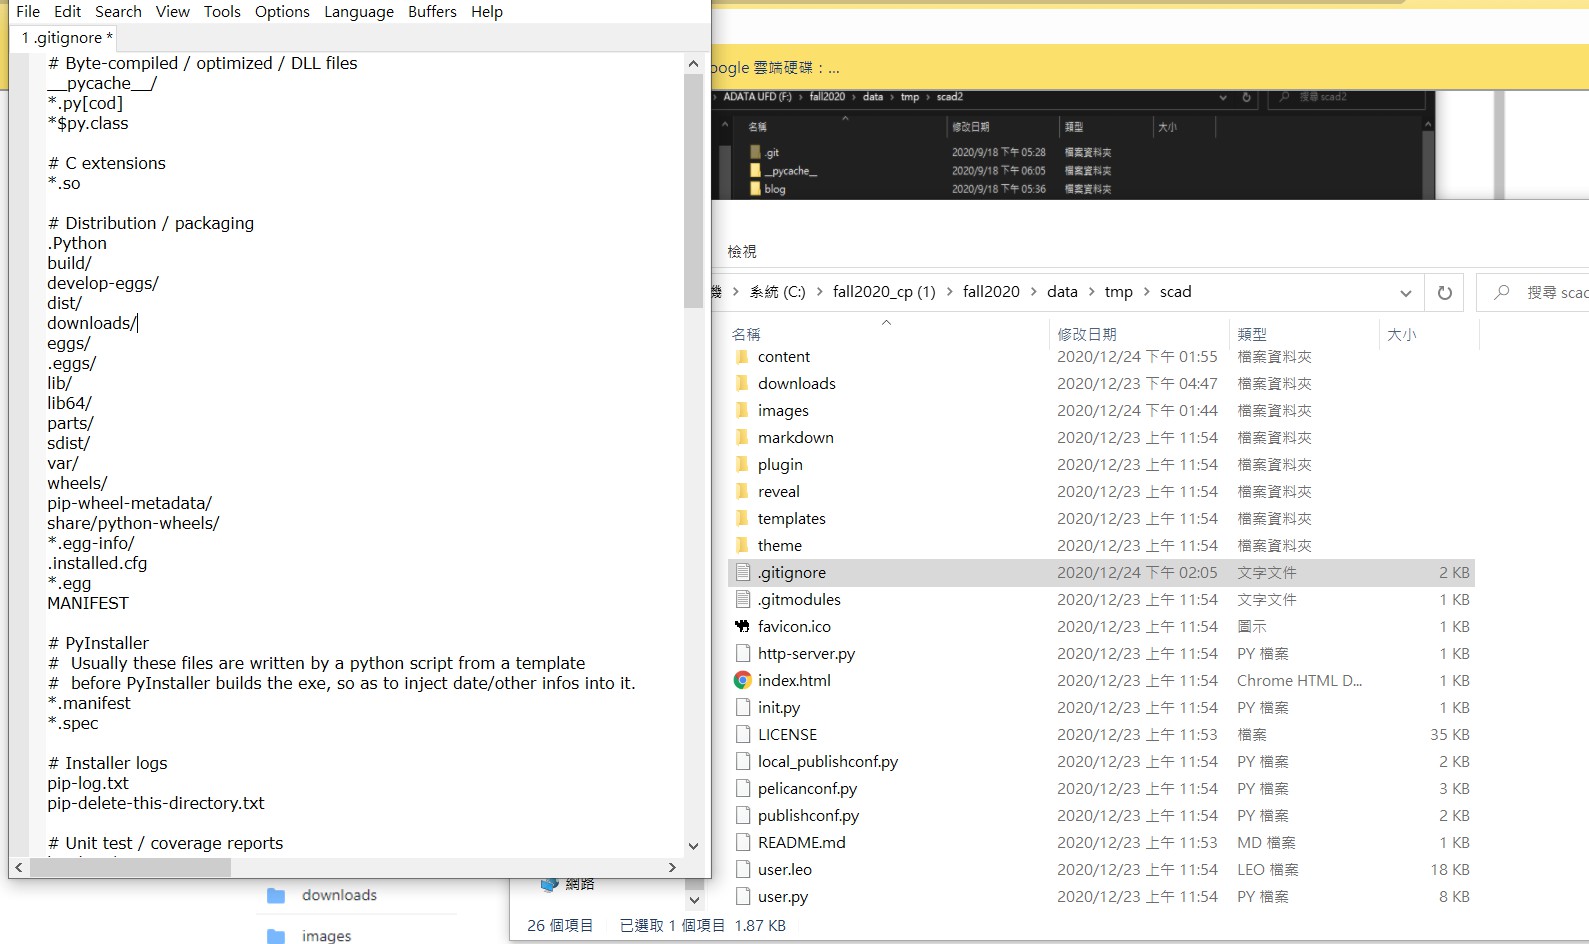 File Edit Search View Tools Options Language Buffers Help
1 .gitignore *
# Byte-compiled / optimized / DLL files
__pycache__/
*.py[cod]
*$py.class
# C extensions
*.so
# Distribution / packaging
.Python
build/
develop-eggs/
dist/
downloads/
eggs/
.eggs/
lib/
lib64/
parts/
sdist/
var/
wheels/
pip-wheel-metadata/
share/python-wheels/
*.egg-info/
.installed.cfg
*.egg
MANIFEST
# PyInstaller
#  Usually these files are written by a python script from a template
#  before PyInstaller builds the exe, so as to inject date/other infos into it.
*.manifest
*.spec
# Installer logs
pip-log.txt
pip-delete-this-directory.txt
# Unit test / coverage reports
downloads
images
oogle 雲端硬碟：...
ADATA UFD (F:) › fall2020 › data › tmp › scad2 搜尋 scad2
名稱 修改日期 類型 大小
.git 2020/9/18 下午 05:28 檔案資料夾
__pycache__ 2020/9/18 下午 06:05 檔案資料夾
blog 2020/9/18 下午 05:36 檔案資料夾
檢視
機 › 系統 (C:) › fall2020_cp (1) › fall2020 › data › tmp › scad 搜尋 scad
名稱 修改日期 類型 大小
content 2020/12/24 下午 01:55 檔案資料夾
downloads 2020/12/23 下午 04:47 檔案資料夾
images 2020/12/24 下午 01:44 檔案資料夾
markdown 2020/12/23 上午 11:54 檔案資料夾
plugin 2020/12/23 上午 11:54 檔案資料夾
reveal 2020/12/23 上午 11:54 檔案資料夾
templates 2020/12/23 上午 11:54 檔案資料夾
theme 2020/12/23 上午 11:54 檔案資料夾
.gitignore 2020/12/24 下午 02:05 文字文件 2 KB
.gitmodules 2020/12/23 上午 11:54 文字文件 1 KB
favicon.ico 2020/12/23 上午 11:54 圖示 1 KB
http-server.py 2020/12/23 上午 11:54 PY 檔案 1 KB
index.html 2020/12/23 上午 11:54 Chrome HTML D... 1 KB
init.py 2020/12/23 上午 11:54 PY 檔案 1 KB
LICENSE 2020/12/23 上午 11:53 檔案 35 KB
local_publishconf.py 2020/12/23 上午 11:54 PY 檔案 2 KB
pelicanconf.py 2020/12/23 上午 11:54 PY 檔案 3 KB
publishconf.py 2020/12/23 上午 11:54 PY 檔案 2 KB
README.md 2020/12/23 上午 11:53 MD 檔案 1 KB
user.leo 2020/12/23 上午 11:54 LEO 檔案 18 KB
user.py 2020/12/23 上午 11:54 PY 檔案 8 KB
網路
26 個項目 已選取 1 個項目 1.87 KB